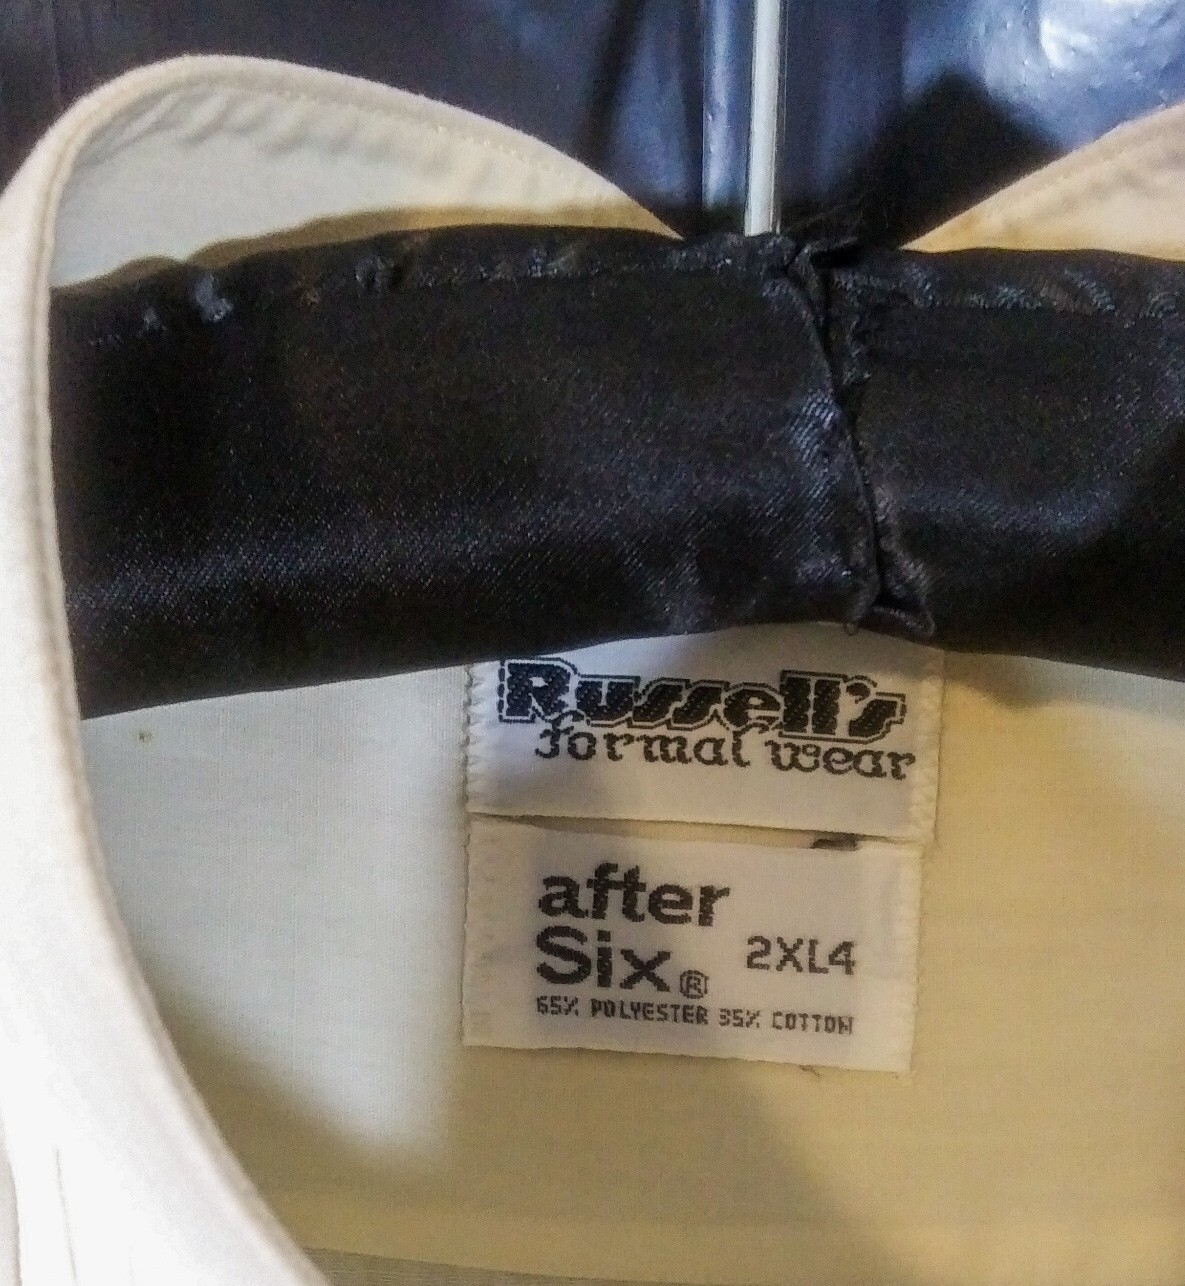 Russell's
formal wear
after
Six® 2XL4
65% POLYESTER 35% COTTON